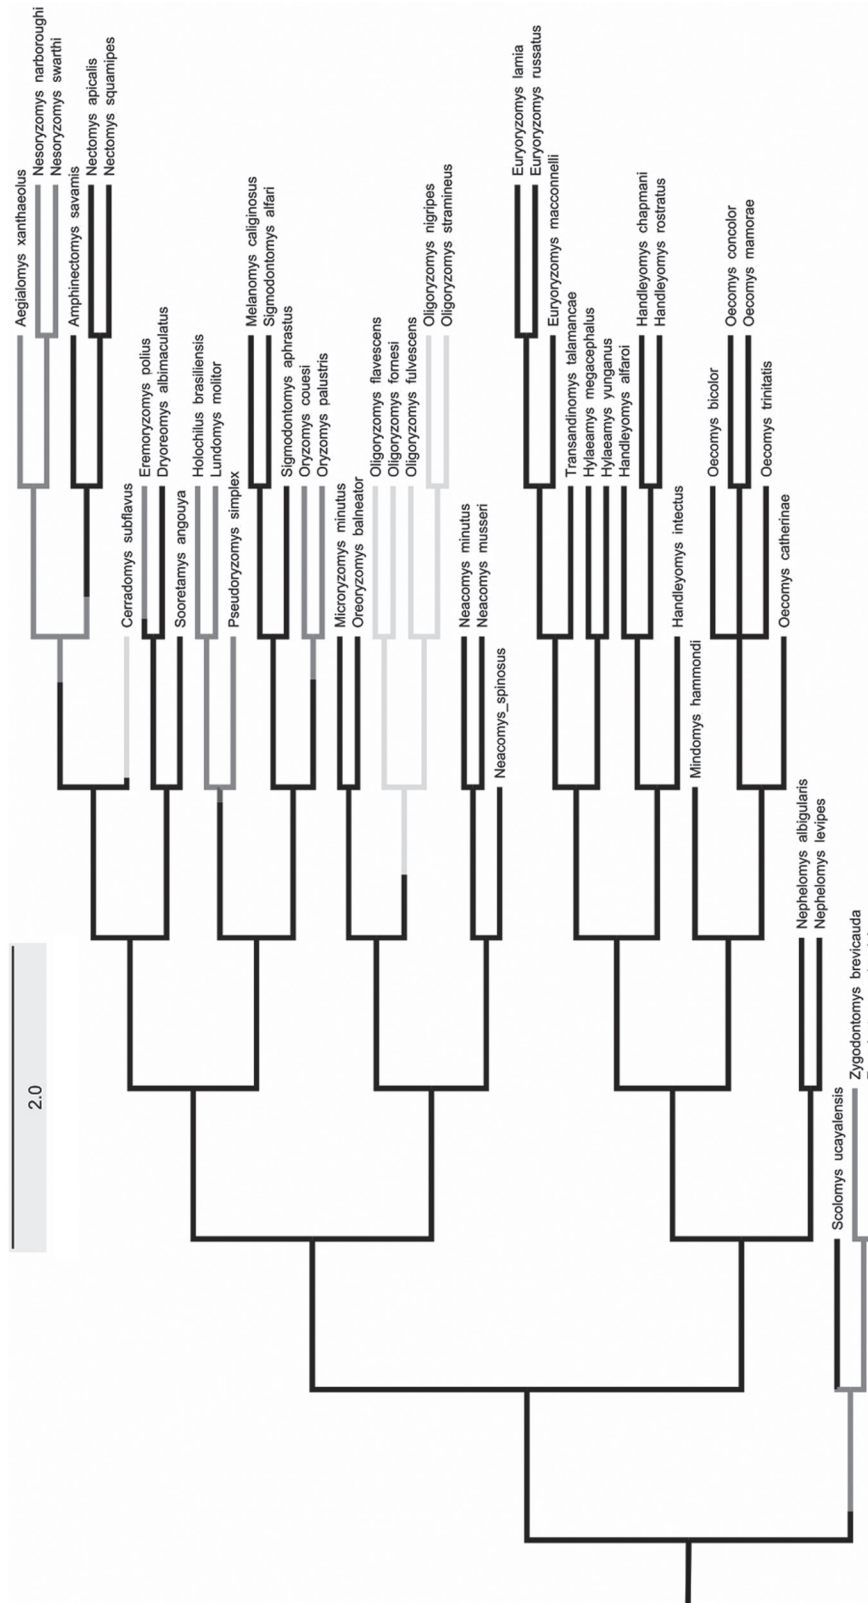 Aegialomys xanthaeolus
Nesoryzomys narboroughi
Nesoryzomys swarthi
Amphinectomys savamis
Nectomys apicalis
Nectomys squamipes
Cerradomys subflavus
Eremoryzomys polius
Dryoreomys albimaculatus
Sooretamys angouya
Holochilus brasiliensis
Lundomys molitor
Pseudoryzomys simplex
Melanomys caliginosus
Sigmodontomys alfari
Sigmodontomys aphrastus
Oryzomys couesi
Oryzomys palustris
Microryzomys minutus
Oreoryzomys balneator
Oligoryzomys flavescens
Oligoryzomys fornesi
Oligoryzomys fulvescens
Oligoryzomys nigripes
Oligoryzomys stramineus
Neacomys minutus
Neacomys musseri
Neacomys_spinosus
Euryoryzomys lamia
Euryoryzomys russatus
Euryoryzomys macconnelli
Transandinomys talamancae
Hylaeamys megacephalus
Hylaeamys yunganus
Handleyomys alfaroi
Handleyomys chapmani
Handleyomys rostratus
Handleyomys intectus
Mindomys hammondi
Oecomys bicolor
Oecomys concolor
Oecomys mamorae
Oecomys trinitatis
Oecomys catherinae
Nephelomys albigularis
Nephelomys levipes
Scolomys ucayalensis
Zygodontomys brevicauda
2.0